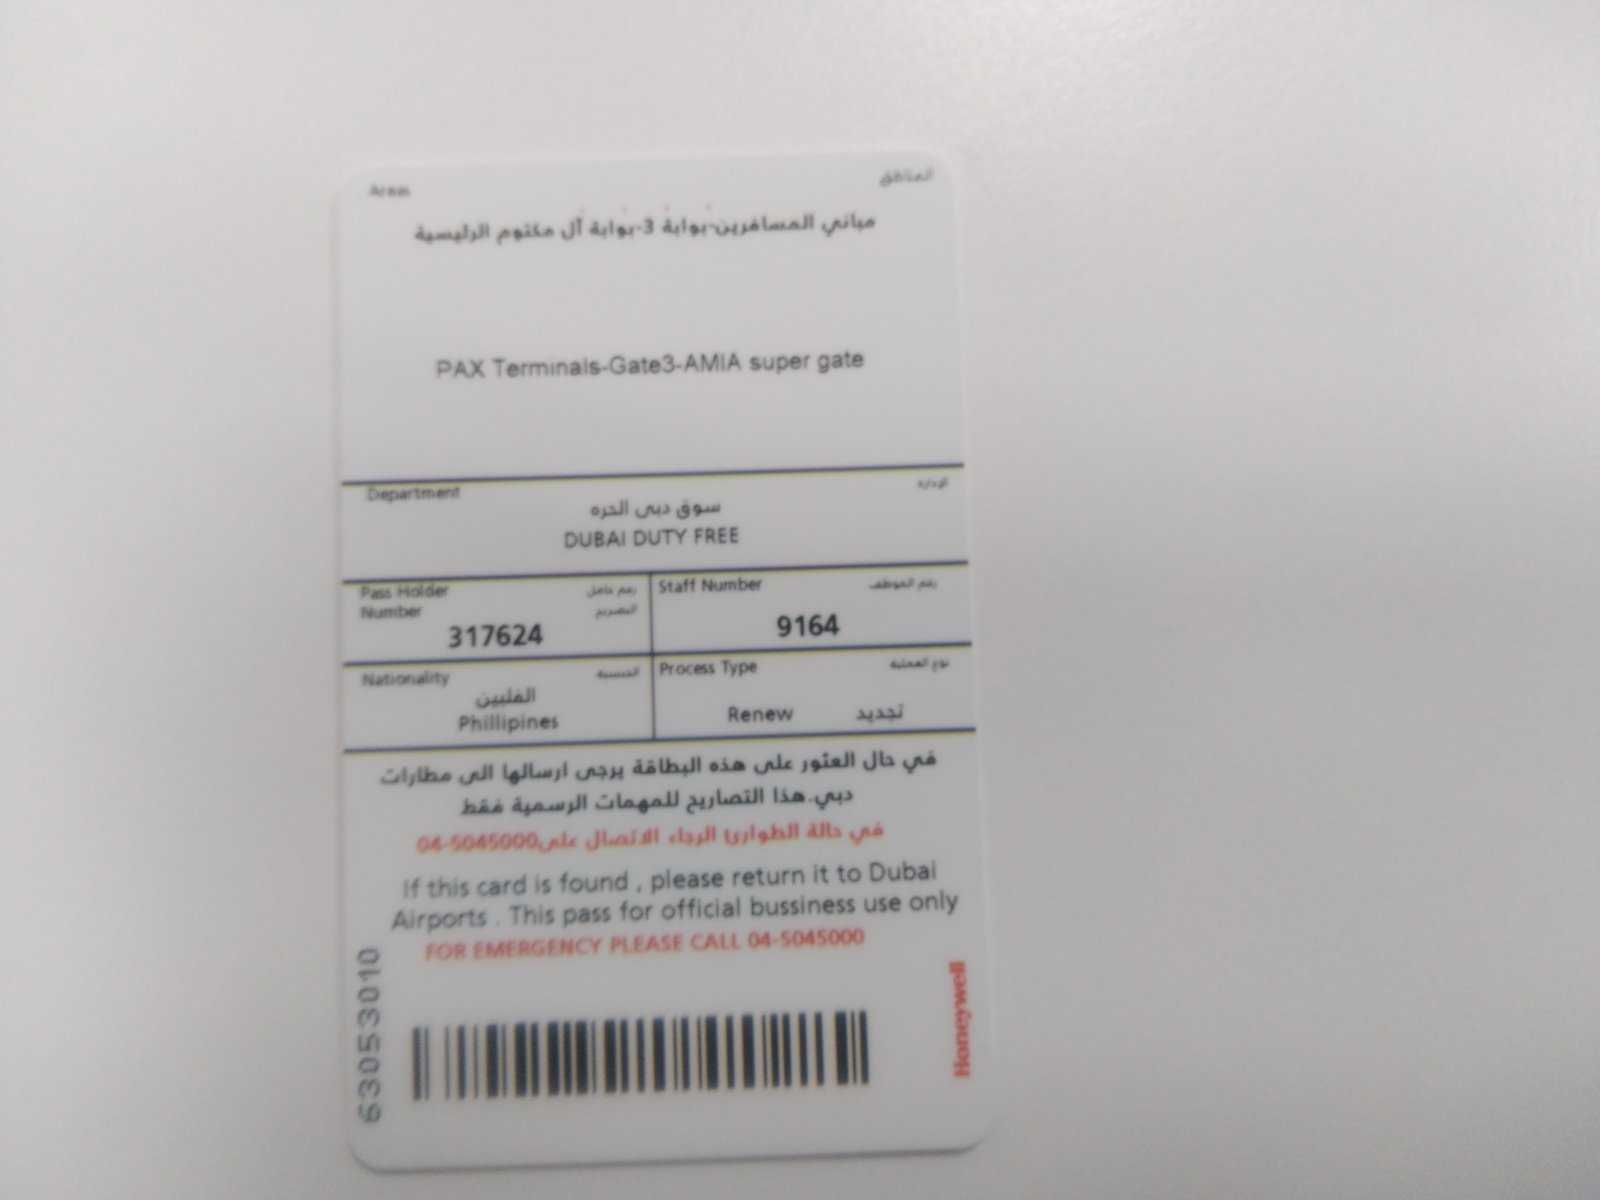 Areas
المناطق
مباني المسافرين-بوابة 3-بوابة آل مكتوم الرئيسية
PAX Terminals-Gate3-AMIA super gate
Department
الإدارة
سوق دبى الحره
DUBAI DUTY FREE
Pass Holder Number
رقم حامل التصريح
317624
Staff Number
رقم الموظف
9164
Nationality
الجنسية
الفلبين
Phillipines
Process Type
نوع العملية
Renew تجديد
في حال العثور على هذه البطاقة يرجى ارسالها الى مطارات
دبي.هذا التصاريح للمهمات الرسمية فقط
في حالة الطوارئ الرجاء الاتصال على04-5045000
If this card is found , please return it to Dubai
Airports . This pass for official bussiness use only
FOR EMERGENCY PLEASE CALL 04-5045000
63053010
Honeywell